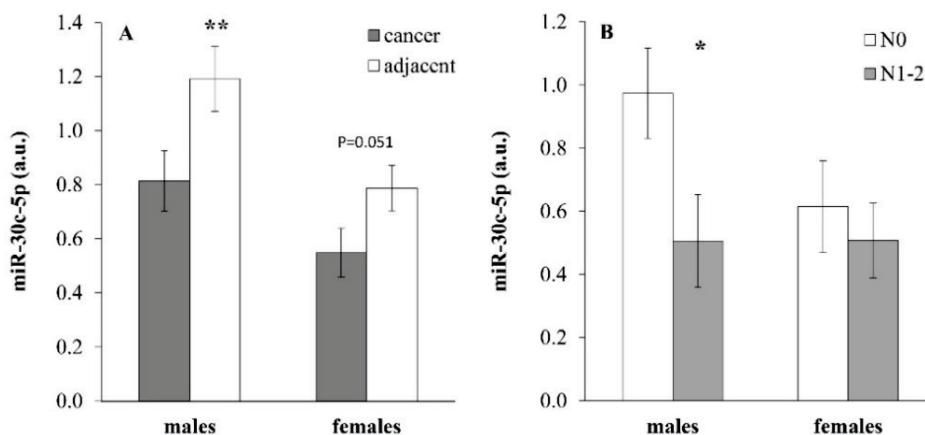 A
**
cancer
adjacent
P=0.051
miR-30c-5p (a.u.)
1.4
1.2
1.0
0.8
0.6
0.4
0.2
0.0
males
females
B
*
N0
N1-2
miR-30c-5p (a.u.)
1.2
1.0
0.8
0.6
0.4
0.2
0.0
males
females